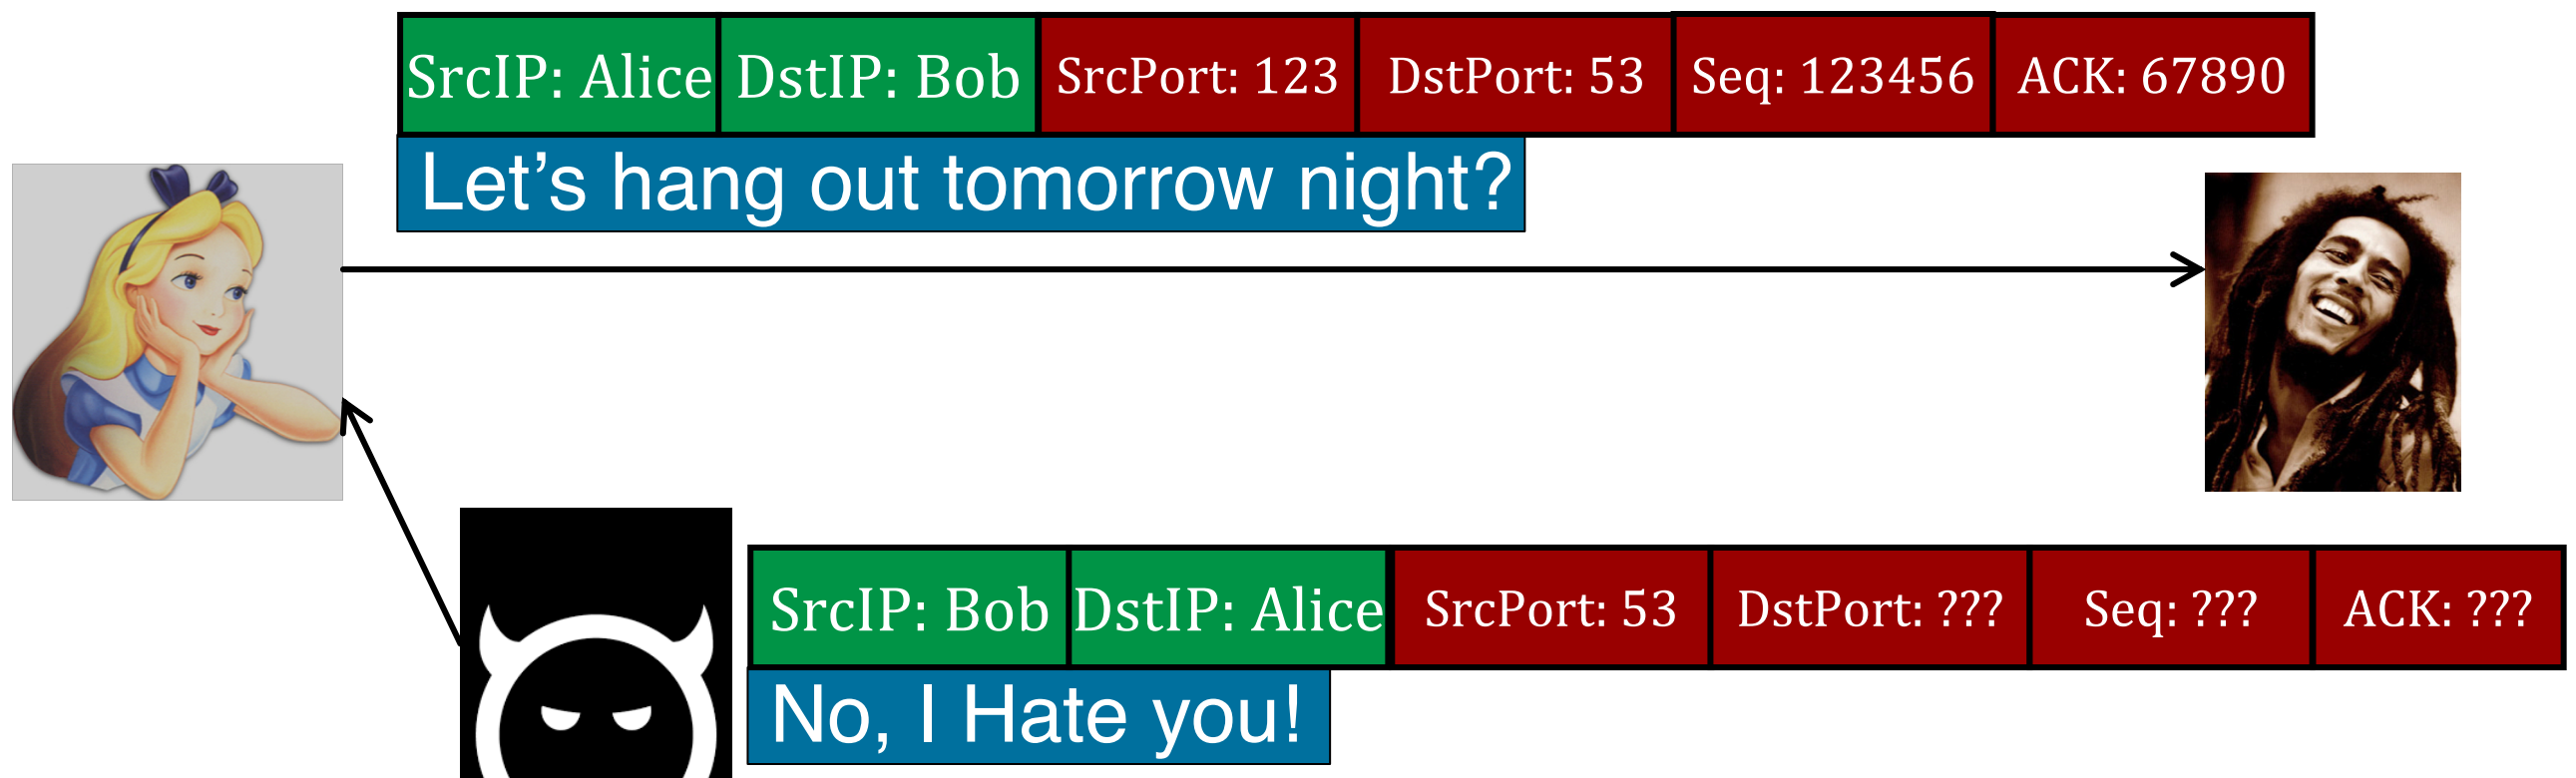 SrcIP: Alice DstIP: Bob SrcPort: 123 DstPort: 53 Seq: 123456 ACK: 67890
Let’s hang out tomorrow night?
SrcIP: Bob DstIP: Alice SrcPort: 53 DstPort: ??? Seq: ??? ACK: ???
No, I Hate you!